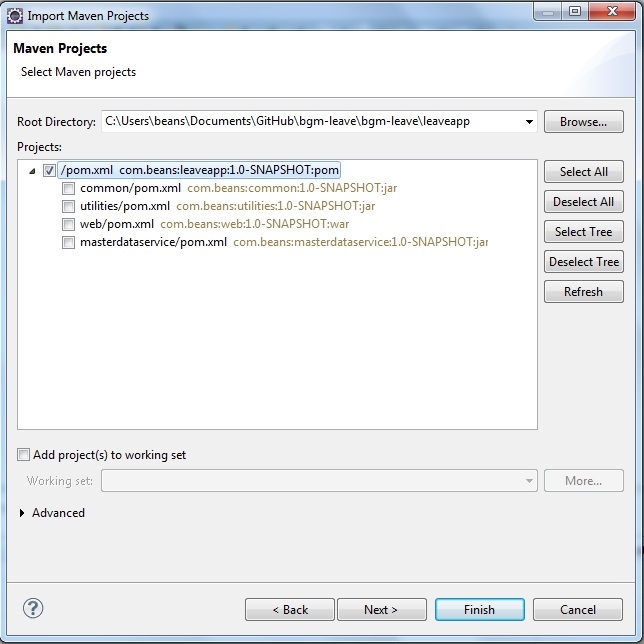 Import Maven Projects
Maven Projects
Select Maven projects
Root Directory: C:\Users\beans\Documents\GitHub\bgm-leave\bgm-leave\leaveapp Browse...
Projects:
/pom.xml com.beans:leaveapp:1.0-SNAPSHOT:pom Select All
common/pom.xml com.beans:common:1.0-SNAPSHOT:jar
utilities/pom.xml com.beans:utilities:1.0-SNAPSHOT:jar Deselect All
web/pom.xml com.beans:web:1.0-SNAPSHOT:war Select Tree
masterdataservice/pom.xml com.beans:masterdataservice:1.0-SNAPSHOT:jar
Deselect Tree
Refresh
Add project(s) to working set
Working set: More...
Advanced
? < Back Next > Finish Cancel